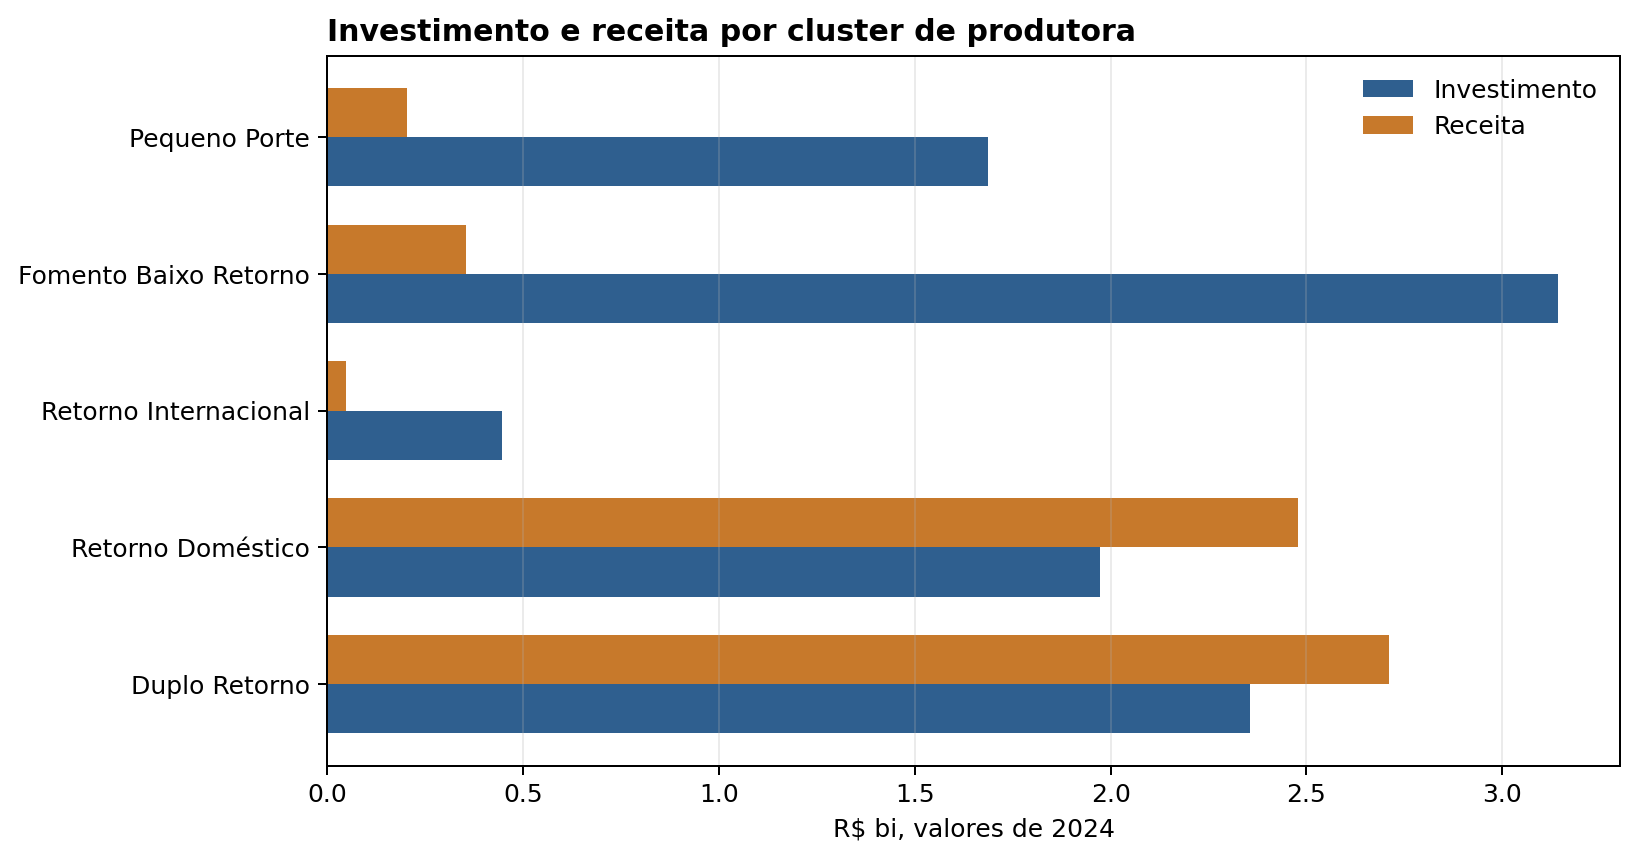 Investimento e receita por cluster de produtora
Investimento
Receita
Pequeno Porte
Fomento Baixo Retorno
Retorno Internacional
Retorno Doméstico
Duplo Retorno
0.0 0.5 1.0 1.5 2.0 2.5 3.0
R$ bi, valores de 2024